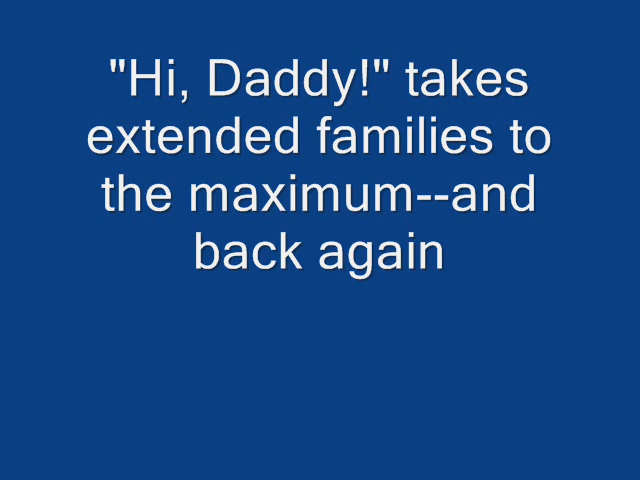 "Hi, Daddy!" takes
extended families to
the maximum--and
back again